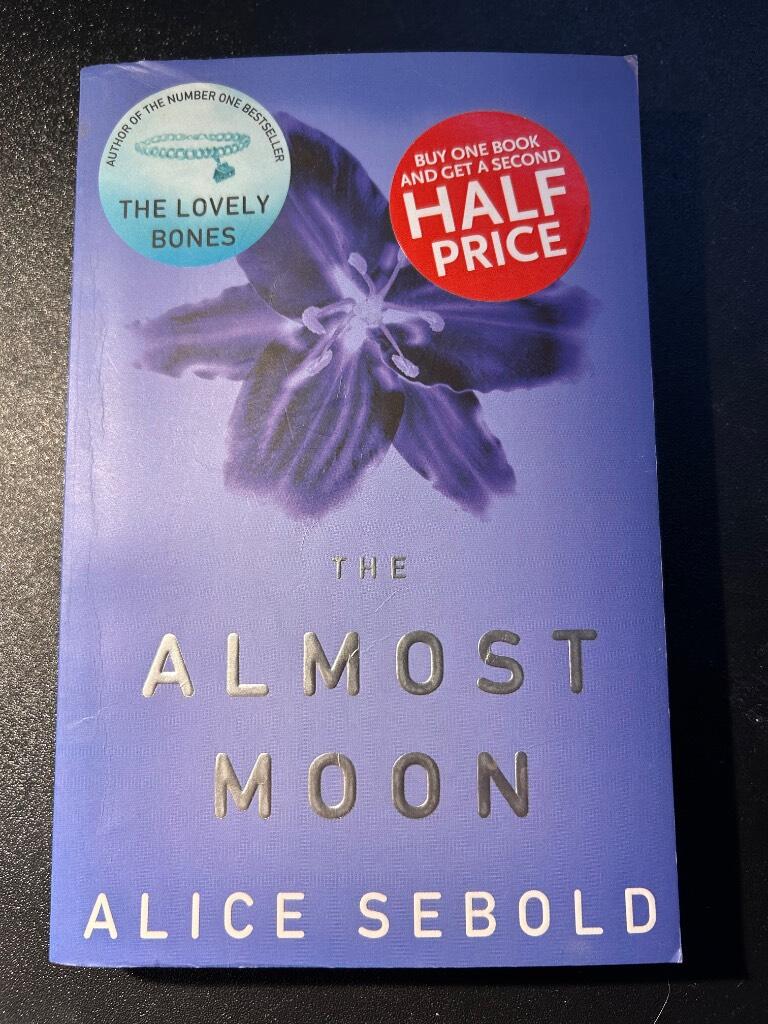 AUTHOR OF THE NUMBER ONE BESTSELLER
THE LOVELY
BONES
BUY ONE BOOK
AND GET A SECOND
HALF
PRICE
THE
ALMOST
MOON
ALICE SEBOLD